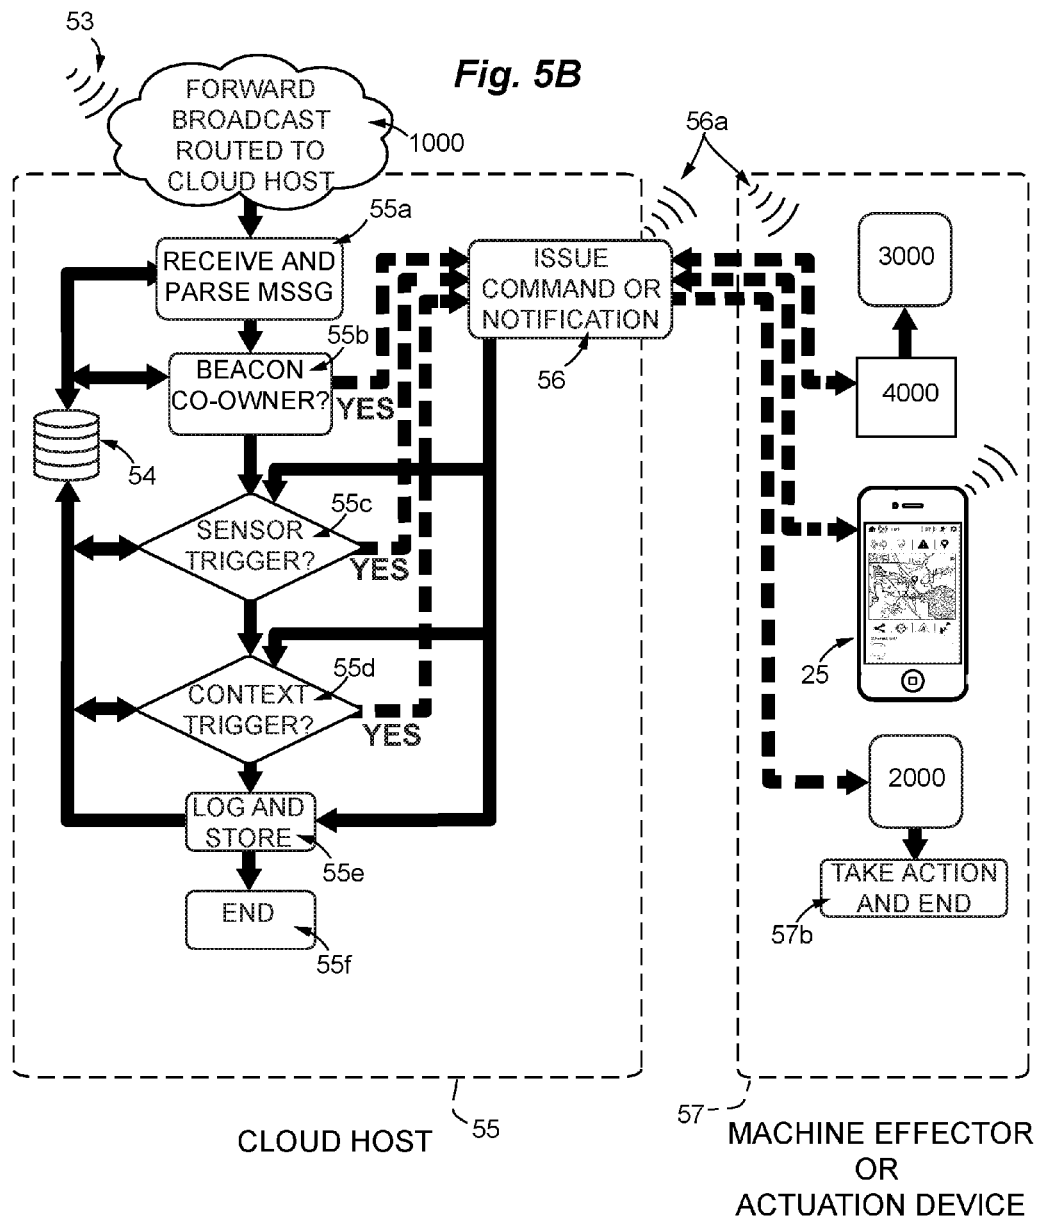 53
Fig. 5B
FORWARD
BROADCAST
ROUTED TO
CLOUD HOST
1000
56a
55a
RECEIVE AND
PARSE MSSG
ISSUE
COMMAND OR
NOTIFICATION
56
3000
55b
BEACON
CO-OWNER?
YES
4000
54
55c
SENSOR
TRIGGER?
YES
25
55d
CONTEXT
TRIGGER?
YES
2000
LOG AND
STORE
55e
TAKE ACTION
AND END
57b
END
55f
55
57
CLOUD HOST
MACHINE EFFECTOR
OR
ACTUATION DEVICE